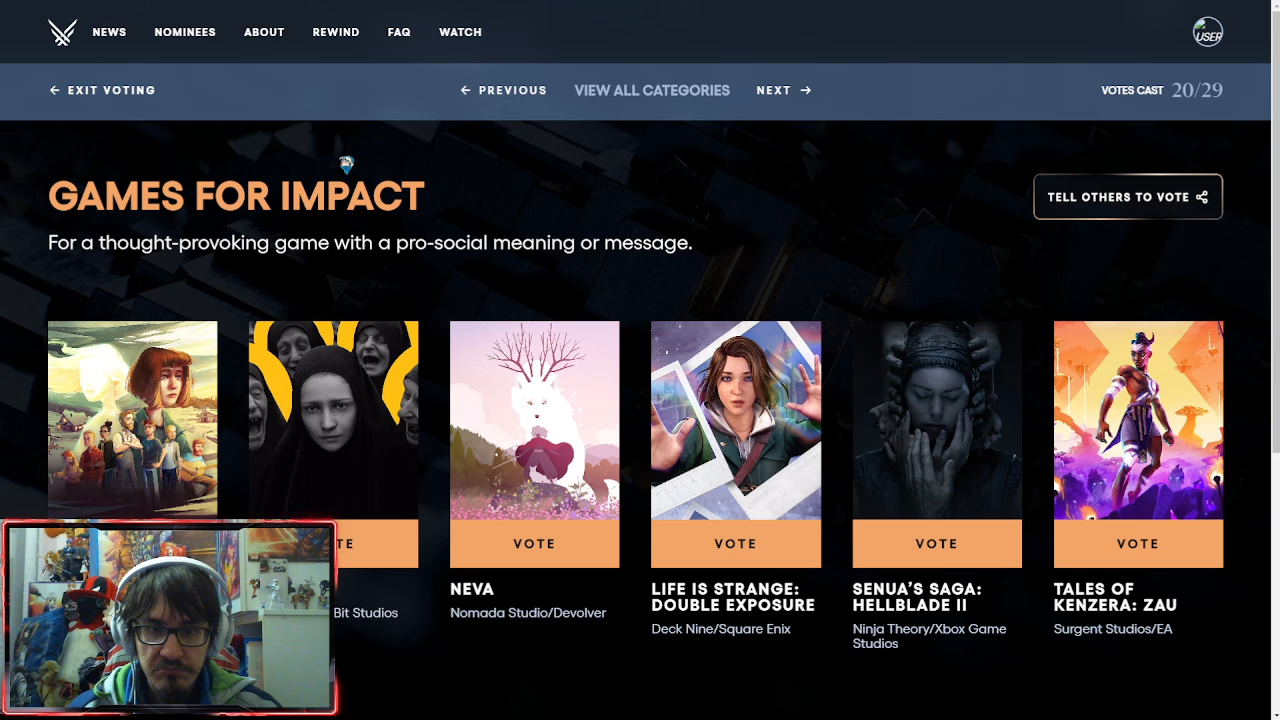 NEWS
NOMINEES
ABOUT
REWIND
FAQ
WATCH
USER
← EXIT VOTING
← PREVIOUS
VIEW ALL CATEGORIES
NEXT →
VOTES CAST 20/29
GAMES FOR IMPACT
TELL OTHERS TO VOTE
For a thought-provoking game with a pro-social meaning or message.
TE
VOTE
VOTE
VOTE
VOTE
Bit Studios
NEVA
Nomada Studio/Devolver
LIFE IS STRANGE:
DOUBLE EXPOSURE
Deck Nine/Square Enix
SENUA’S SAGA:
HELLBLADE II
Ninja Theory/Xbox Game
Studios
TALES OF
KENZERA: ZAU
Surgent Studios/EA